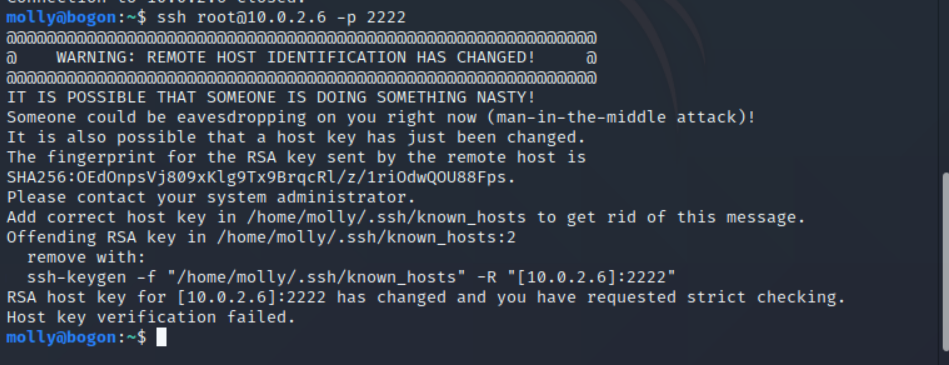 molly@bogon:~$ ssh root@10.0.2.6 -p 2222
@@@@@@@@@@@@@@@@@@@@@@@@@@@@@@@@@@@@@@@@@@@@@@@@@@@@@@@@@@@
@    WARNING: REMOTE HOST IDENTIFICATION HAS CHANGED!     @
@@@@@@@@@@@@@@@@@@@@@@@@@@@@@@@@@@@@@@@@@@@@@@@@@@@@@@@@@@@
IT IS POSSIBLE THAT SOMEONE IS DOING SOMETHING NASTY!
Someone could be eavesdropping on you right now (man-in-the-middle attack)!
It is also possible that a host key has just been changed.
The fingerprint for the RSA key sent by the remote host is
SHA256:OEdOnpsVj809xKlg9Tx9BrqcRl/z/1riOdwQOU88Fps.
Please contact your system administrator.
Add correct host key in /home/molly/.ssh/known_hosts to get rid of this message.
Offending RSA key in /home/molly/.ssh/known_hosts:2
  remove with:
  ssh-keygen -f "/home/molly/.ssh/known_hosts" -R "[10.0.2.6]:2222"
RSA host key for [10.0.2.6]:2222 has changed and you have requested strict checking.
Host key verification failed.
molly@bogon:~$